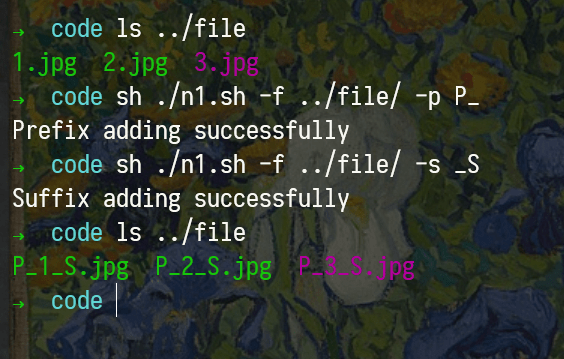 → code ls ../file
1.jpg 2.jpg 3.jpg
→ code sh ./n1.sh -f ../file/ -p P_
Prefix adding successfully
→ code sh ./n1.sh -f ../file/ -s _S
Suffix adding successfully
→ code ls ../file
P_1_S.jpg P_2_S.jpg P_3_S.jpg
→ code